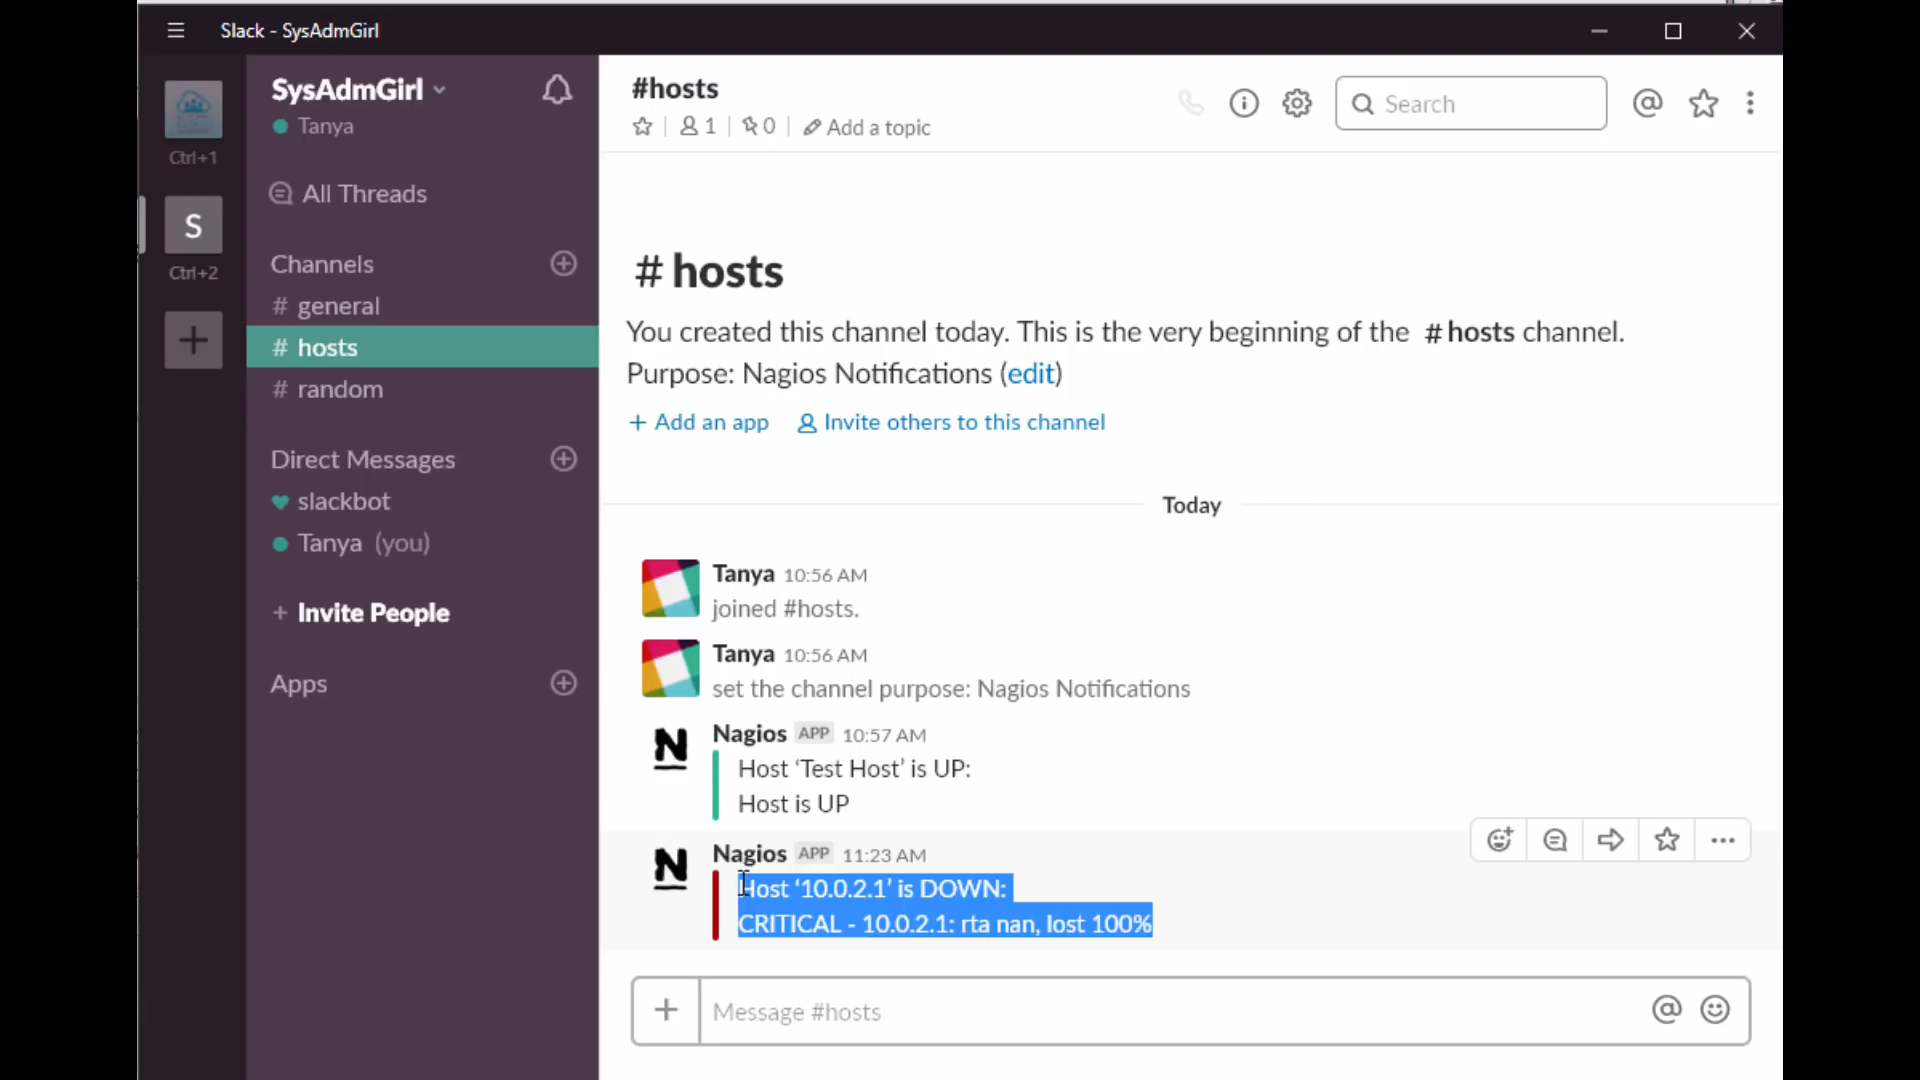 Slack - SysAdmGirl
Ctrl+1
S
Ctrl+2
SysAdmGirl
Tanya
All Threads
Channels
# general
# hosts
# random
Direct Messages
slackbot
Tanya (you)
+ Invite People
Apps
#hosts
1
0
Add a topic
Search
# hosts
You created this channel today. This is the very beginning of the # hosts channel.
Purpose: Nagios Notifications (edit)
+ Add an app
Invite others to this channel
Today
Tanya 10:56 AM
joined #hosts.
Tanya 10:56 AM
set the channel purpose: Nagios Notifications
N
Nagios APP 10:57 AM
Host ‘Test Host’ is UP:
Host is UP
N
Nagios APP 11:23 AM
Host ‘10.0.2.1’ is DOWN:
CRITICAL - 10.0.2.1: rta nan, lost 100%
Message #hosts